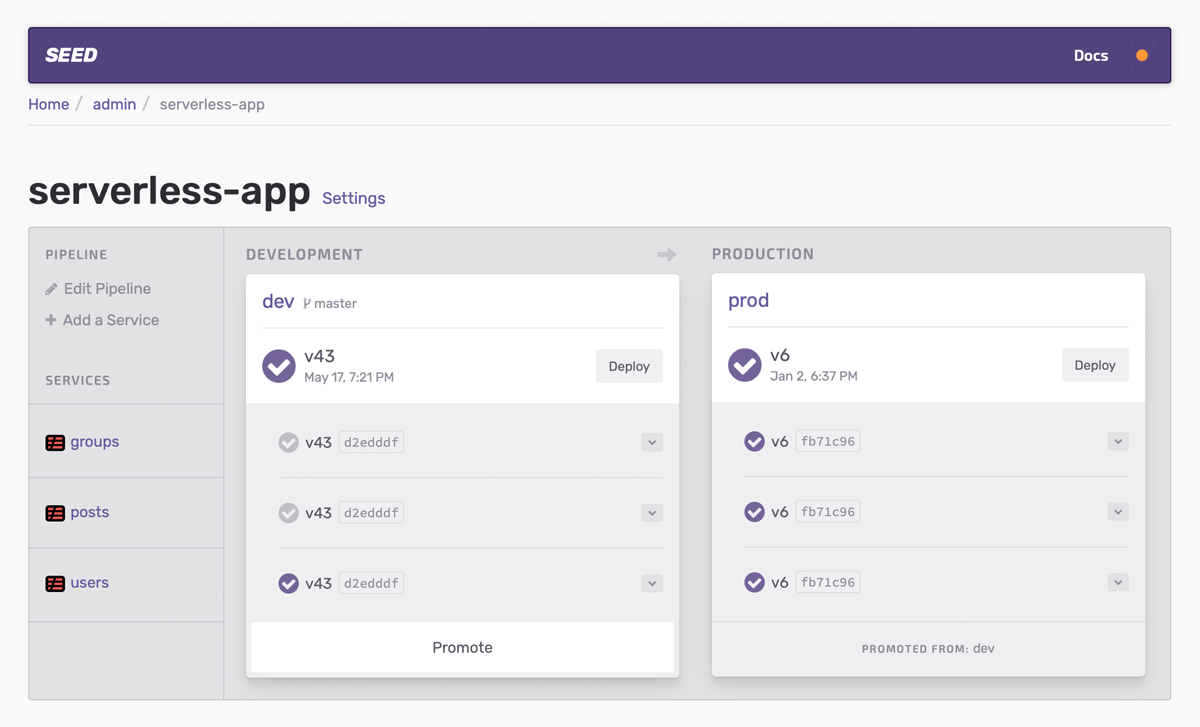 SEED
Docs
Home / admin / serverless-app
serverless-app Settings
PIPELINE
Edit Pipeline
Add a Service
SERVICES
groups
posts
users
DEVELOPMENT
dev master
v43
May 17, 7:21 PM
Deploy
v43 d2edddf
v43 d2edddf
v43 d2edddf
Promote
PRODUCTION
prod
v6
Jan 2, 6:37 PM
Deploy
v6 fb71c96
v6 fb71c96
v6 fb71c96
PROMOTED FROM: dev